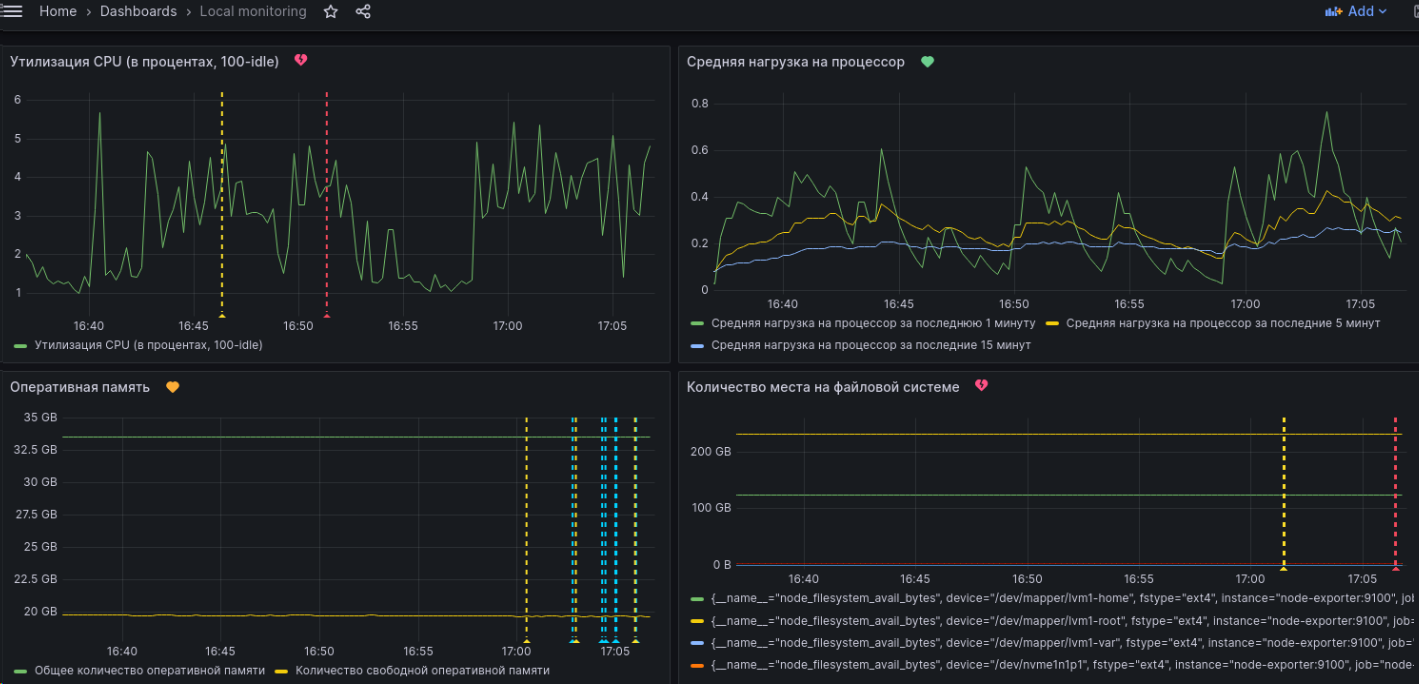 Home › Dashboards › Local monitoring
Add
Утилизация CPU (в процентах, 100-idle)
6
5
4
3
2
1
16:40 16:45 16:50 16:55 17:00 17:05
Утилизация CPU (в процентах, 100-idle)
Средняя нагрузка на процессор
0.8
0.6
0.4
0.2
0
16:40 16:45 16:50 16:55 17:00 17:05
Средняя нагрузка на процессор за последнюю 1 минуту Средняя нагрузка на процессор за последние 5 минут
Средняя нагрузка на процессор за последние 15 минут
Оперативная память
35 GB
32.5 GB
30 GB
27.5 GB
25 GB
22.5 GB
20 GB
16:40 16:45 16:50 16:55 17:00 17:05
Общее количество оперативной памяти Количество свободной оперативной памяти
Количество места на файловой системе
200 GB
100 GB
0 B
16:40 16:45 16:50 16:55 17:00 17:05
{__name__="node_filesystem_avail_bytes", device="/dev/mapper/lvm1-home", fstype="ext4", instance="node-exporter:9100", jol
{__name__="node_filesystem_avail_bytes", device="/dev/mapper/lvm1-root", fstype="ext4", instance="node-exporter:9100", job=
{__name__="node_filesystem_avail_bytes", device="/dev/mapper/lvm1-var", fstype="ext4", instance="node-exporter:9100", job="
{__name__="node_filesystem_avail_bytes", device="/dev/nvme1n1p1", fstype="ext4", instance="node-exporter:9100", job="node-